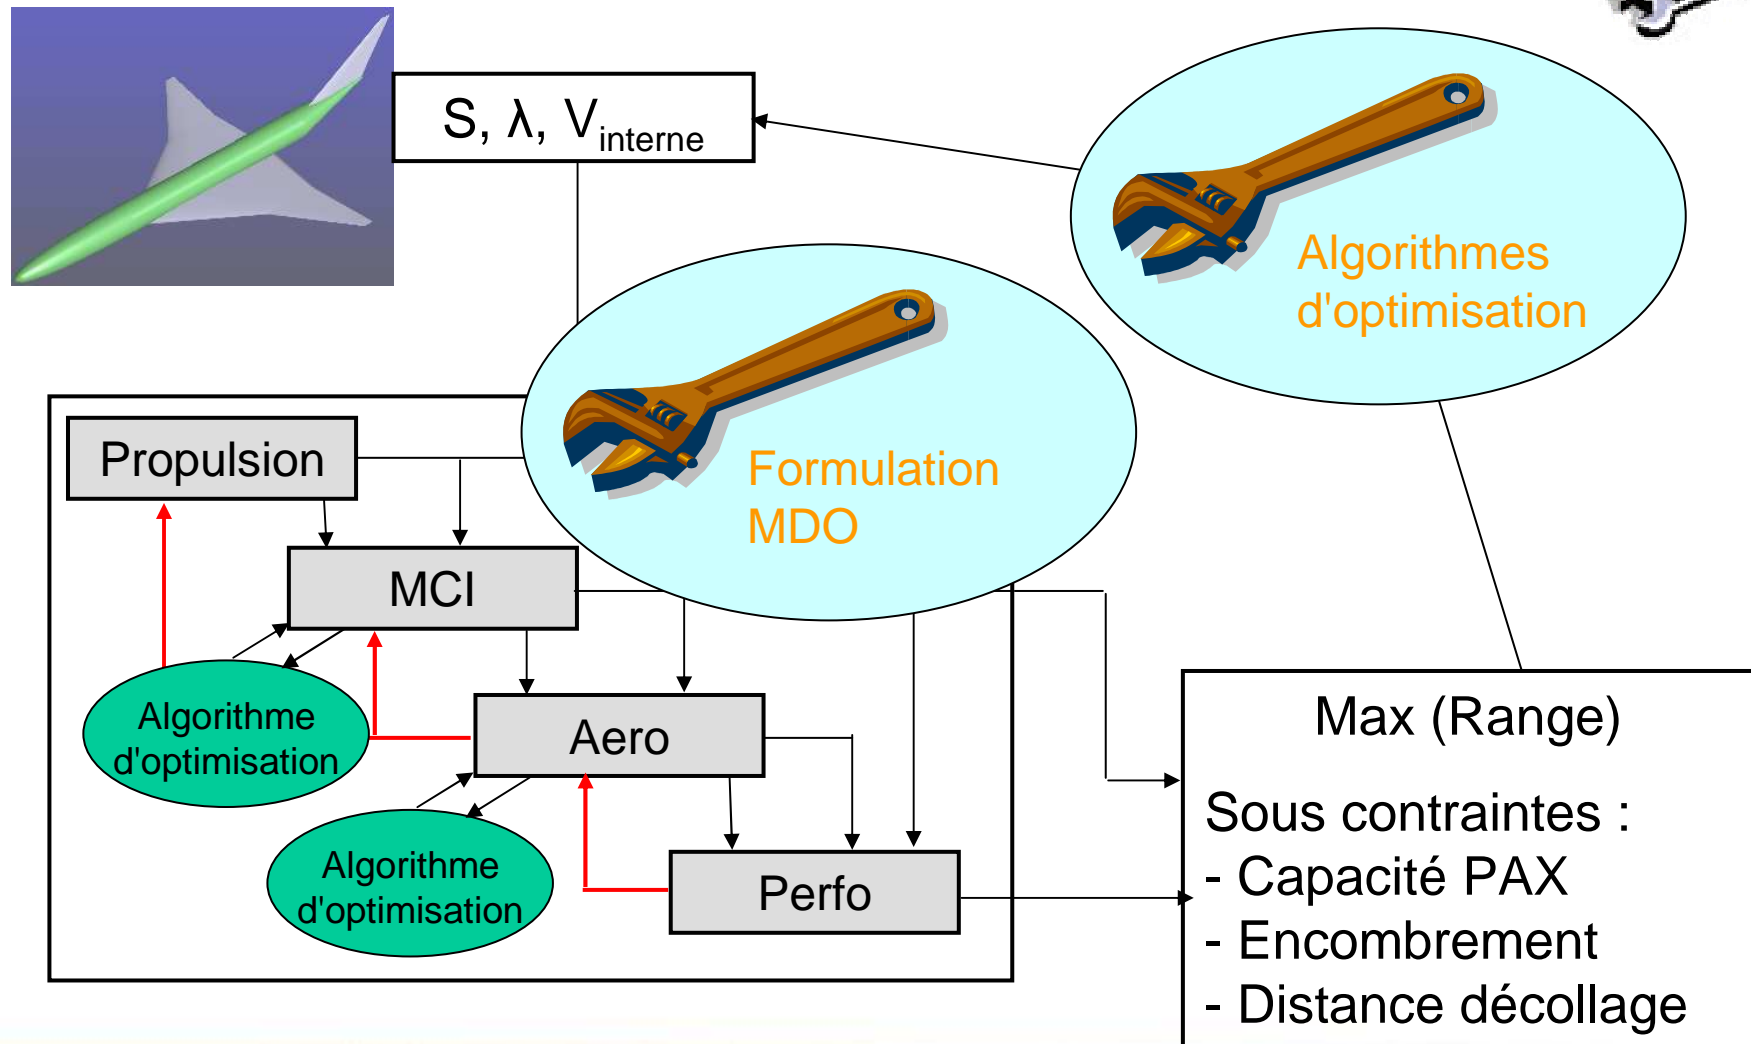 S, λ, V_interne
Algorithmes
d'optimisation
Formulation
MDO
Propulsion
MCI
Algorithme
d'optimisation
Aero
Algorithme
d'optimisation
Perfo
Max (Range)
Sous contraintes :
- Capacité PAX
- Encombrement
- Distance décollage